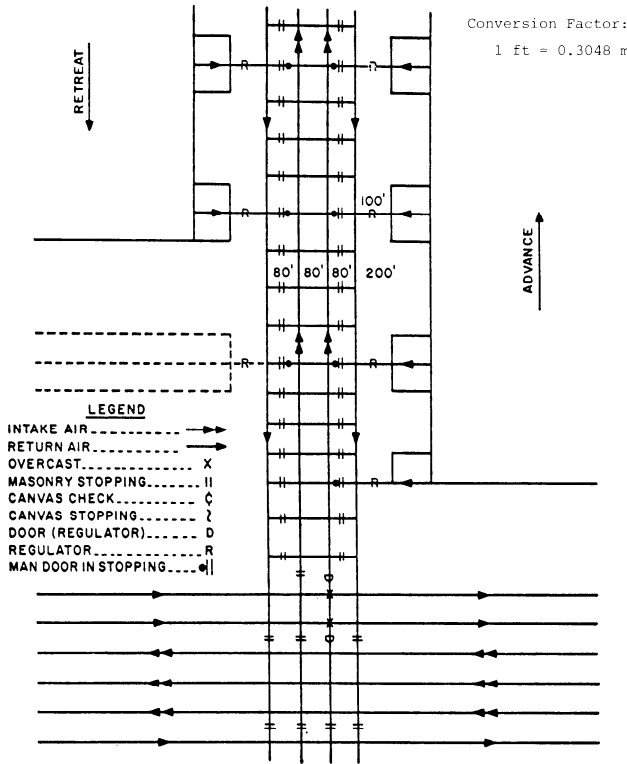 Conversion Factor:
1 ft = 0.3048 m
RETREAT
R
R
R
100'
R
ADVANCE
80'
80'
80'
200'
R
R
LEGEND
INTAKE AIR
RETURN AIR
OVERCAST X
MASONRY STOPPING II
CANVAS CHECK ₵
CANVAS STOPPING
DOOR (REGULATOR) D
REGULATOR R
MAN DOOR IN STOPPING
R
D
X
X
D